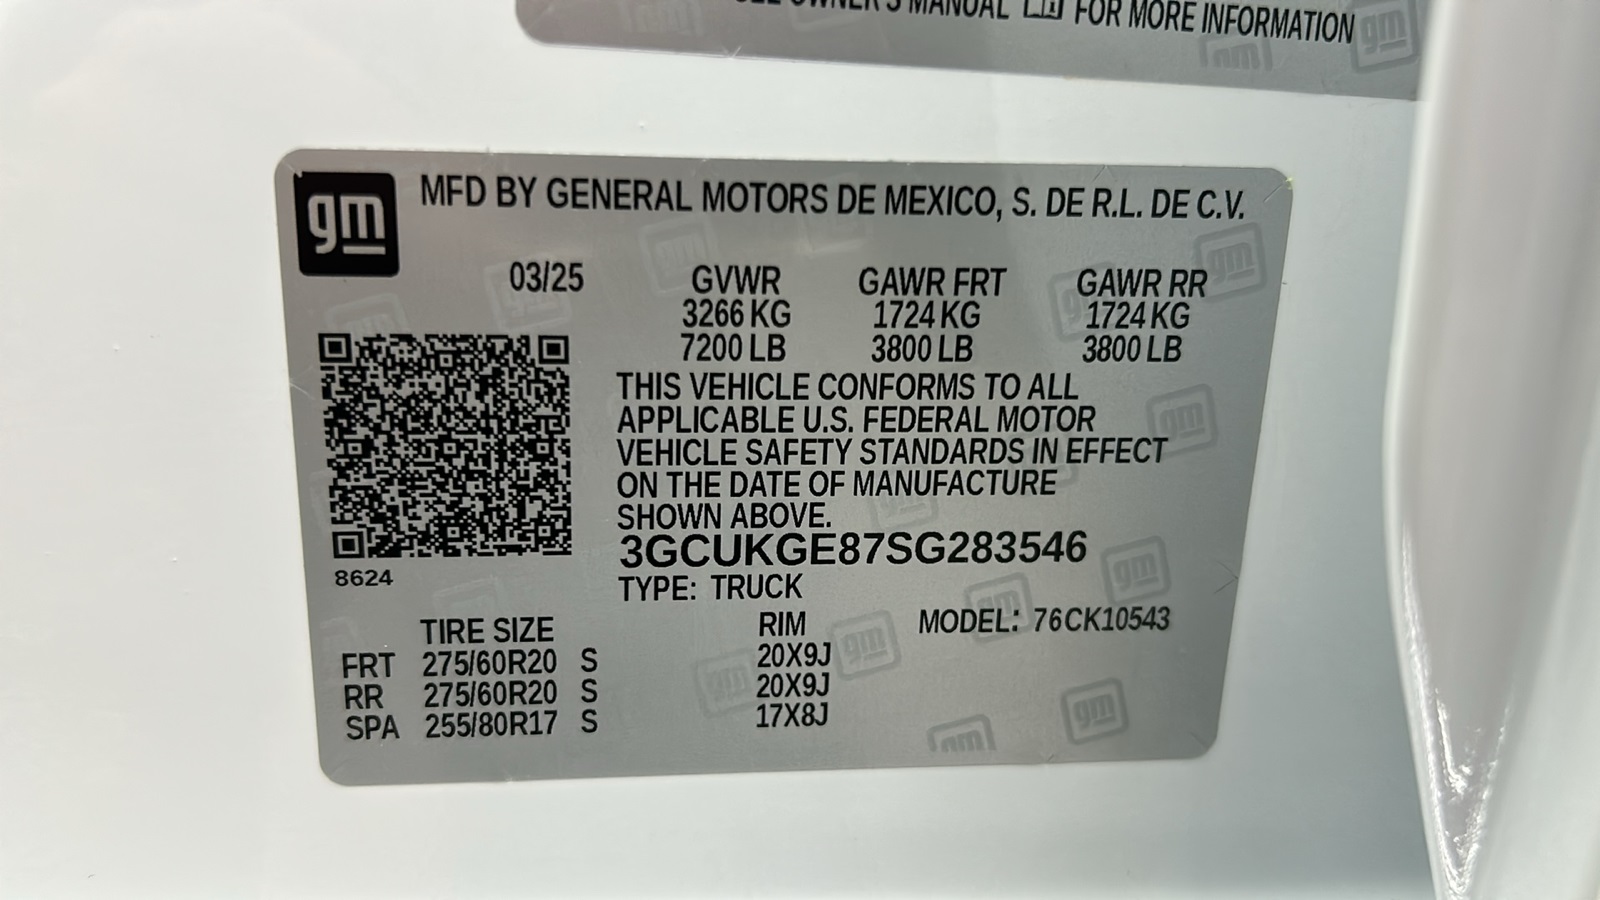 OWNER'S MANUAL FOR MORE INFORMATION
gm
MFD BY GENERAL MOTORS DE MEXICO, S. DE R.L. DE C.V.
03/25 GVWR GAWR FRT GAWR RR
3266 KG 1724 KG 1724 KG
7200 LB 3800 LB 3800 LB
THIS VEHICLE CONFORMS TO ALL
APPLICABLE U.S. FEDERAL MOTOR
VEHICLE SAFETY STANDARDS IN EFFECT
ON THE DATE OF MANUFACTURE
SHOWN ABOVE.
3GCUKGE87SG283546
8624
TYPE: TRUCK
TIRE SIZE RIM MODEL: 76CK10543
FRT 275/60R20 S 20X9J
RR 275/60R20 S 20X9J
SPA 255/80R17 S 17X8J